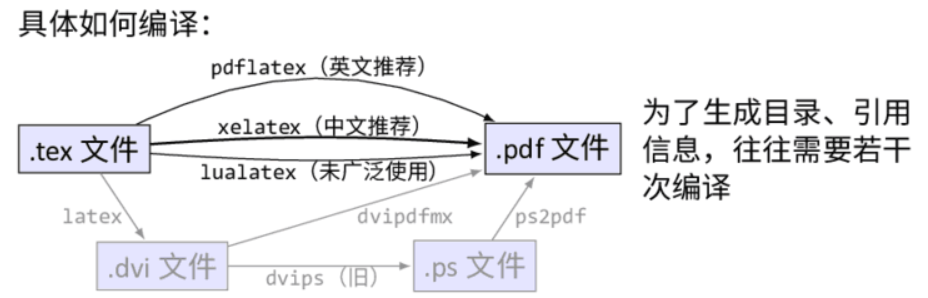 具体如何编译：
pdflatex（英文推荐）
xelatex（中文推荐）
.tex 文件
.pdf 文件
lualatex（未广泛使用）
为了生成目录、引用
信息，往往需要若干
次编译
latex
dvipdfmx
ps2pdf
.dvi 文件
dvips（旧）
.ps 文件